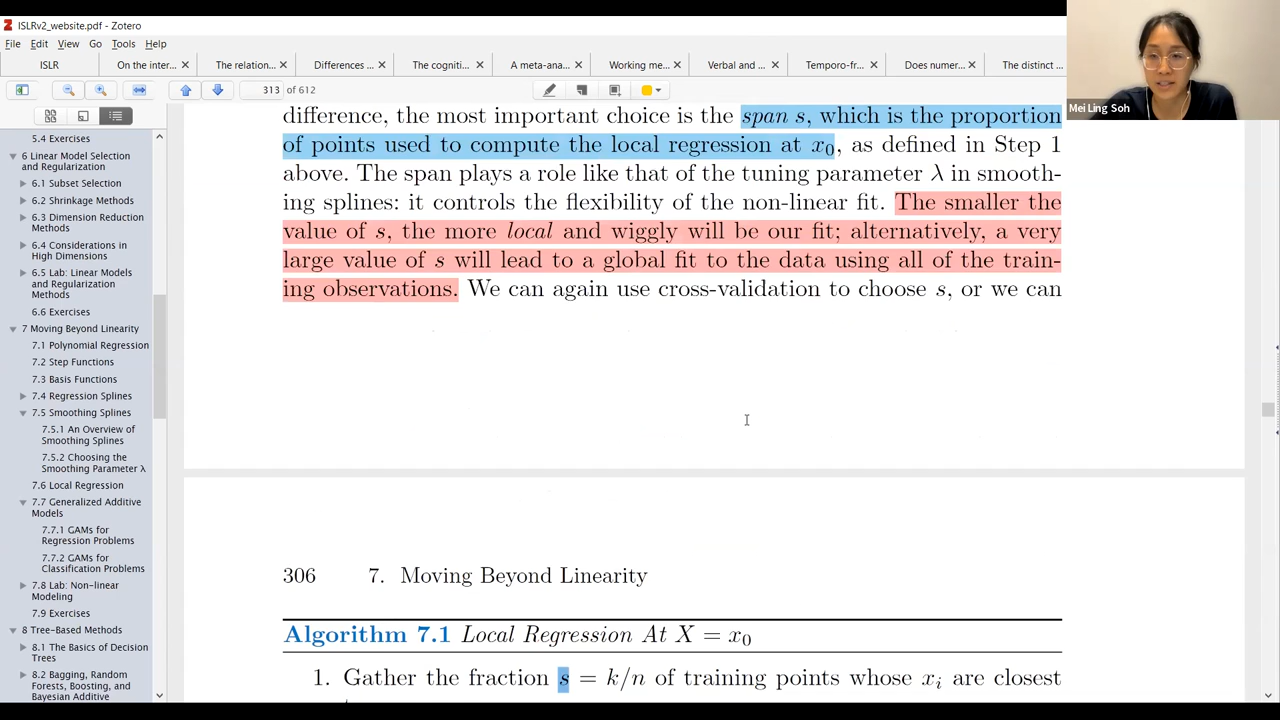 ISLRv2_website.pdf - Zotero
File Edit View Go Tools Help
ISLR On the inter... The relation... Differences ... The cogniti... A meta-ana... Working me... Verbal and ... Temporo-fr... Does numer... The distinct
313 of 612
5.4 Exercises
6 Linear Model Selection
and Regularization
6.1 Subset Selection
6.2 Shrinkage Methods
6.3 Dimension Reduction
Methods
6.4 Considerations in
High Dimensions
6.5 Lab: Linear Models
and Regularization
Methods
6.6 Exercises
7 Moving Beyond Linearity
7.1 Polynomial Regression
7.2 Step Functions
7.3 Basis Functions
7.4 Regression Splines
7.5 Smoothing Splines
7.5.1 An Overview of
Smoothing Splines
7.5.2 Choosing the
Smoothing Parameter λ
7.6 Local Regression
7.7 Generalized Additive
Models
7.7.1 GAMs for
Regression Problems
7.7.2 GAMs for
Classification Problems
7.8 Lab: Non-linear
Modeling
7.9 Exercises
8 Tree-Based Methods
8.1 The Basics of Decision
Trees
8.2 Bagging, Random
Forests, Boosting, and
Bayesian Additive
difference, the most important choice is the span s, which is the proportion
of points used to compute the local regression at x0, as defined in Step 1
above. The span plays a role like that of the tuning parameter λ in smooth-
ing splines: it controls the flexibility of the non-linear fit. The smaller the
value of s, the more local and wiggly will be our fit; alternatively, a very
large value of s will lead to a global fit to the data using all of the train-
ing observations. We can again use cross-validation to choose s, or we can
306 7. Moving Beyond Linearity
Algorithm 7.1 Local Regression At X = x0
1. Gather the fraction s = k/n of training points whose xi are closest
Mei Ling Soh